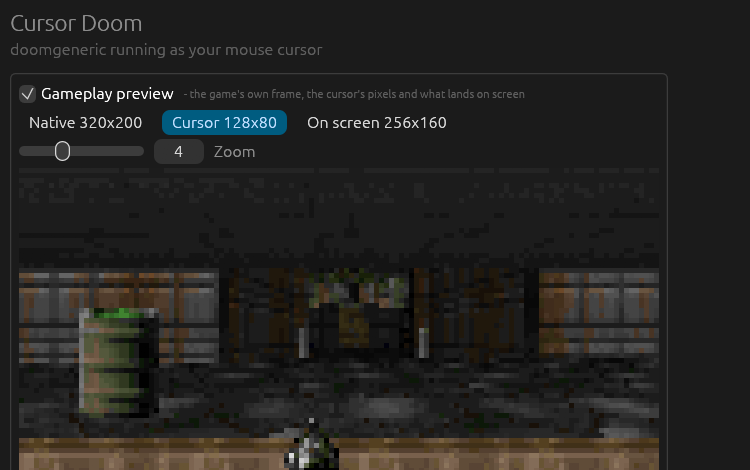 Cursor Doom
doomgeneric running as your mouse cursor
Gameplay preview - the game's own frame, the cursor's pixels and what lands on screen
Native 320x200 Cursor 128x80 On screen 256x160
4 Zoom